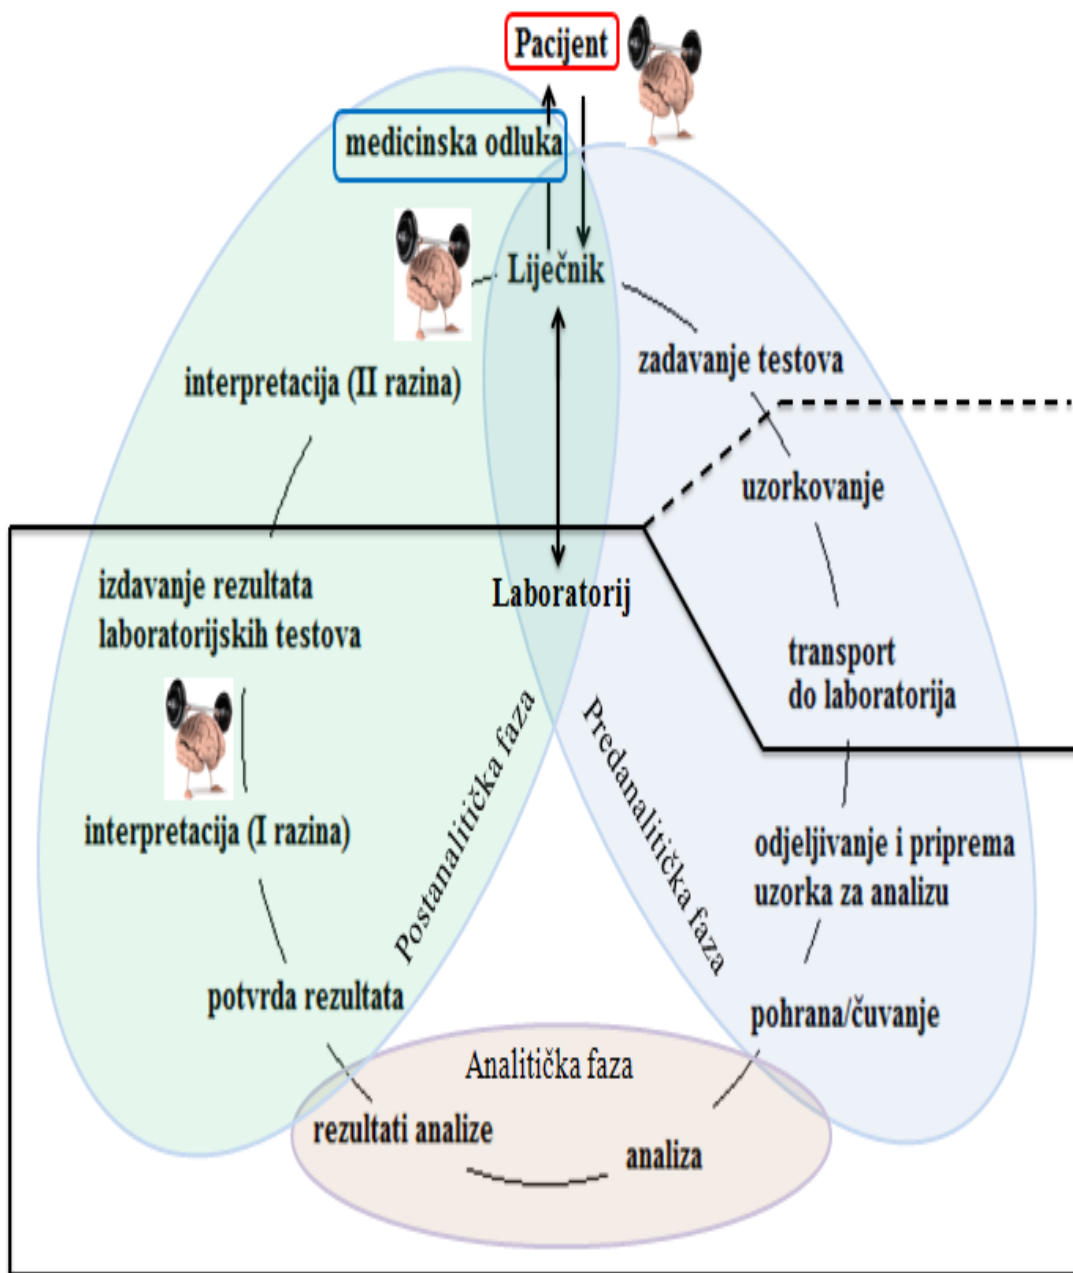 Pacijent
medicinska odluka
Liječnik
zadavanje testova
interpretacija (II razina)
uzorkovanje
izdavanje rezultata
laboratorijskih testova
Laboratorij
transport
do laboratorija
Postanalitička faza
Predanalitička faza
interpretacija (I razina)
odjeljivanje i priprema
uzorka za analizu
potvrda rezultata
pohrana/čuvanje
Analitička faza
rezultati analize
analiza